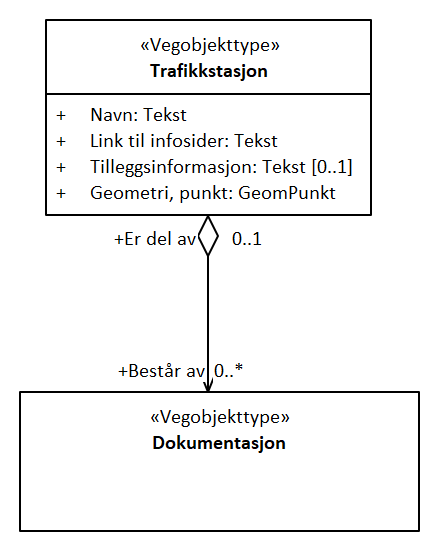 «Vegobjekttype»
Trafikkstasjon
+ Navn: Tekst
+ Link til infosider: Tekst
+ Tilleggsinformasjon: Tekst [0..1]
+ Geometri, punkt: GeomPunkt
+Er del av 0..1
+Består av 0..*
«Vegobjekttype»
Dokumentasjon